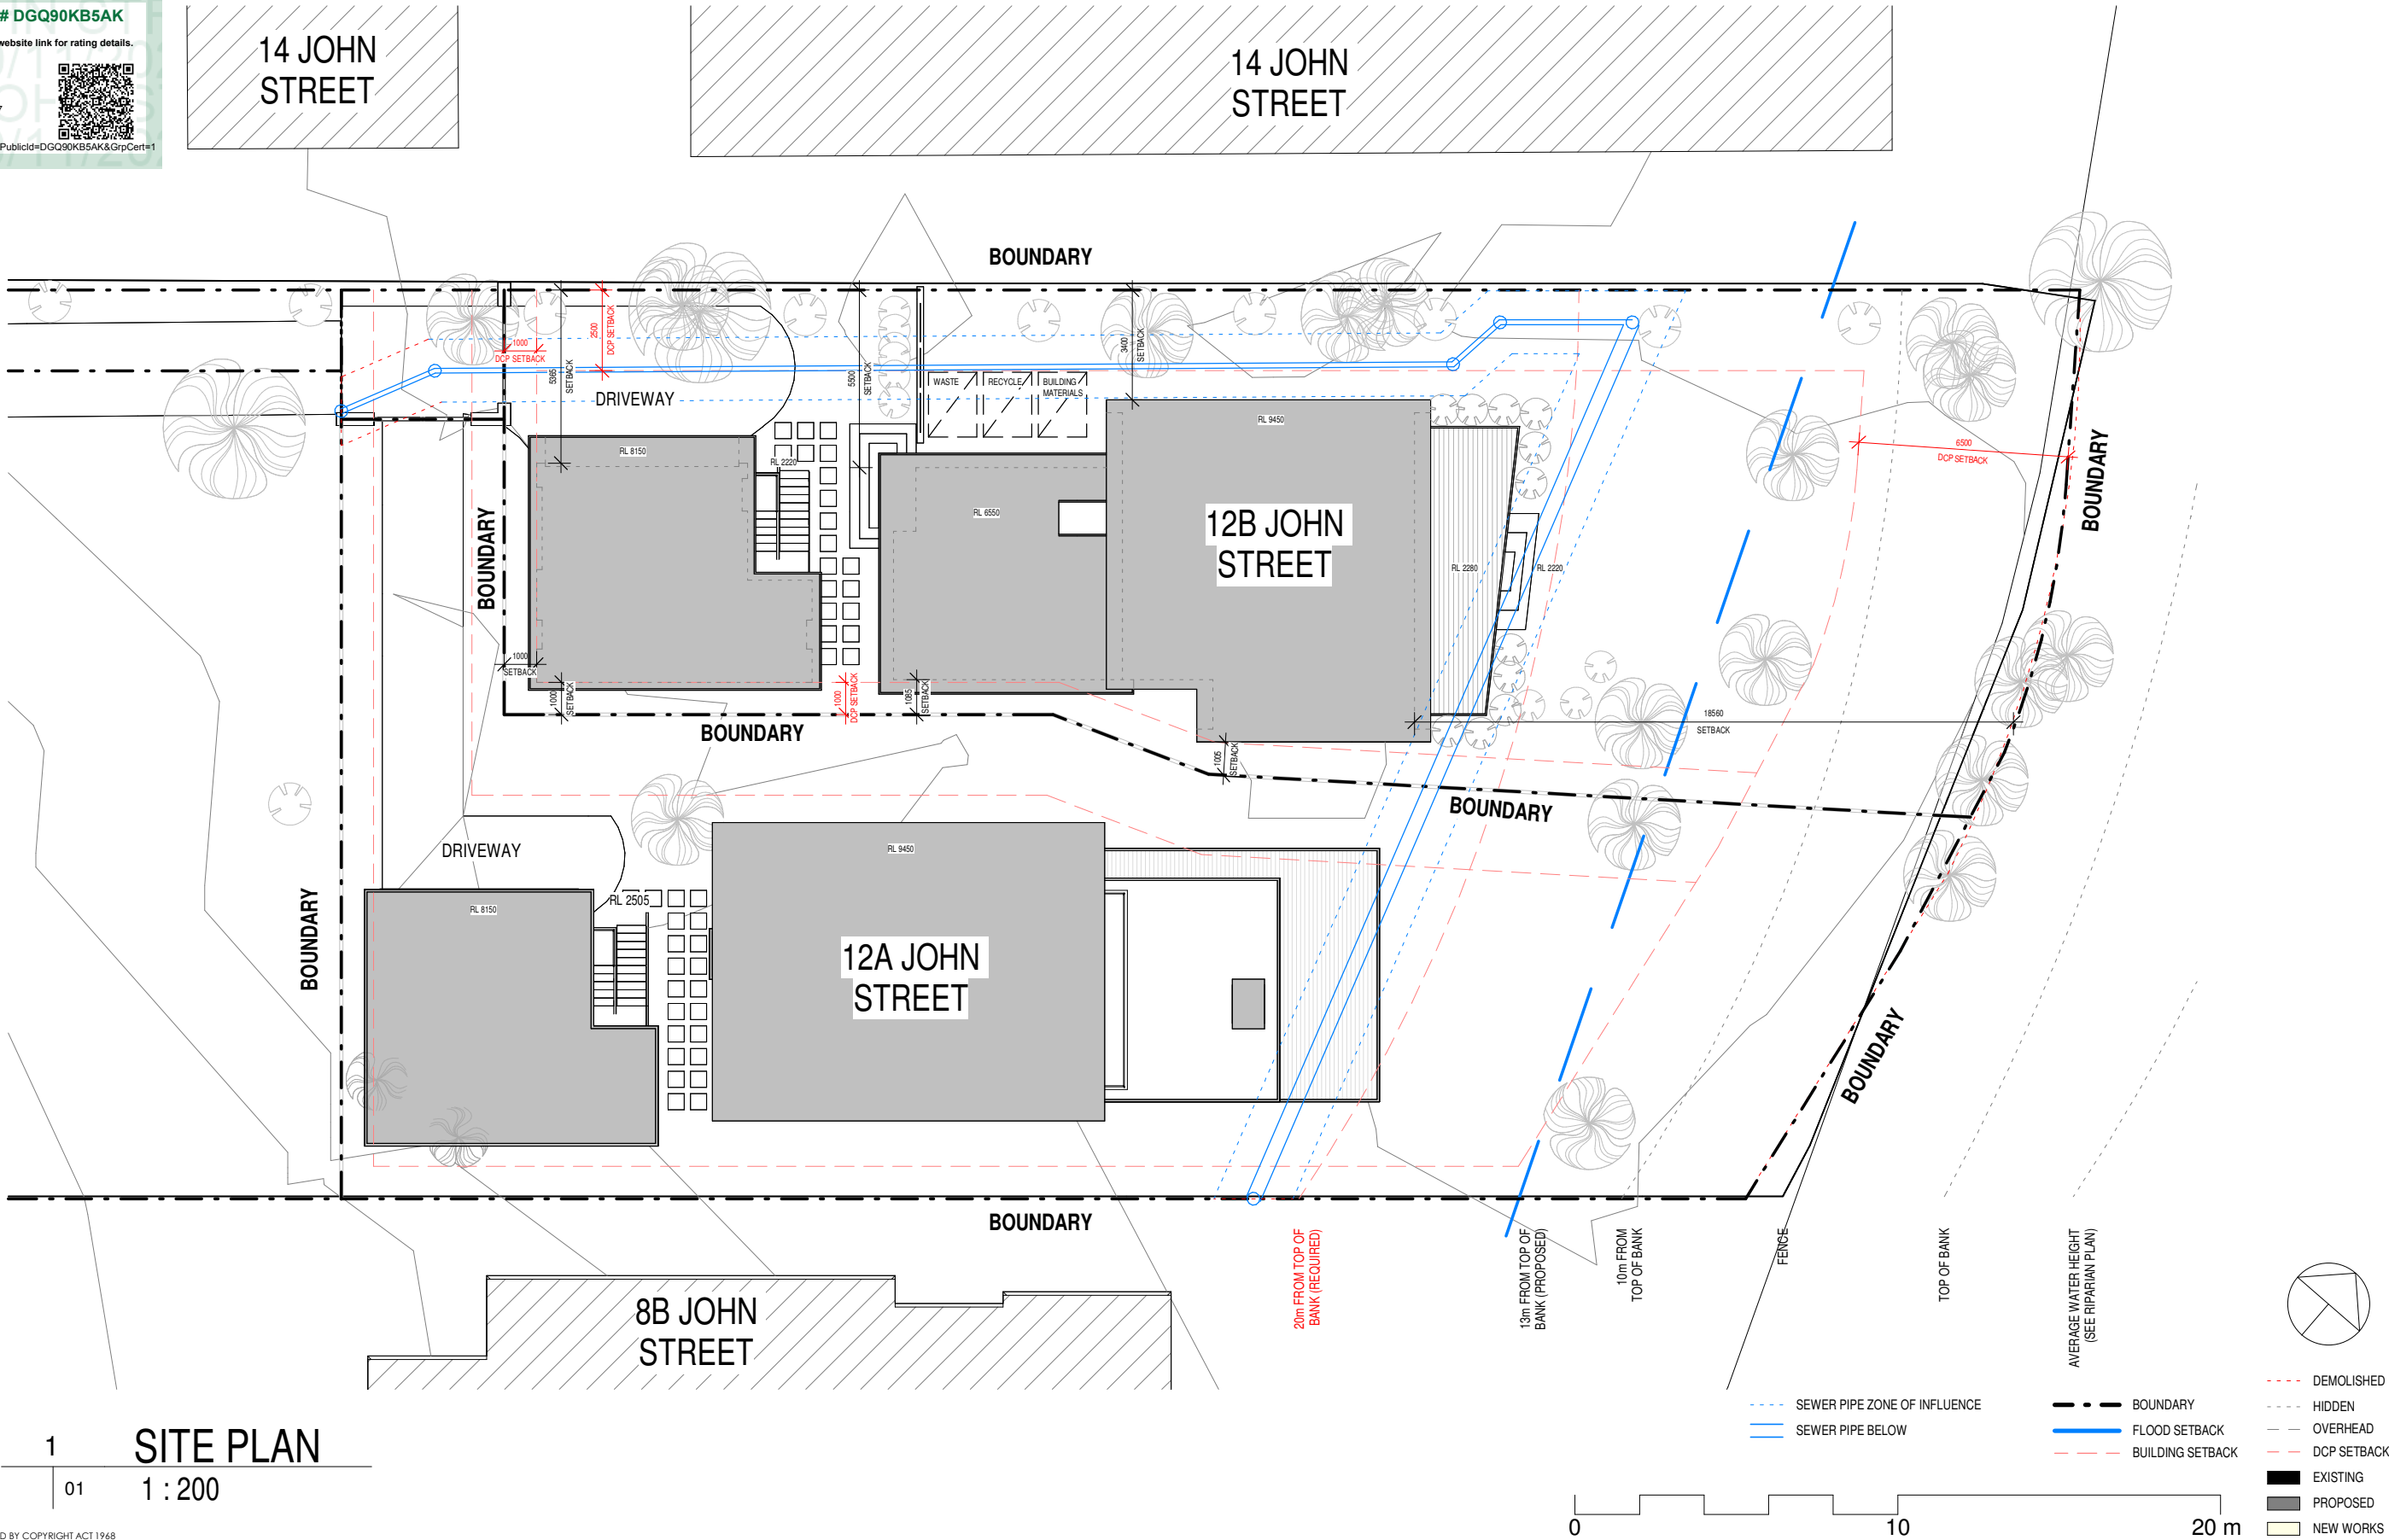 # DGQ90KB5AK
website link for rating details.
PublicId=DGQ90KB5AK&GrpCert=1
14 JOHN
STREET
14 JOHN
STREET
BOUNDARY
1000
DCP SETBACK
2500
DCP SETBACK
5365
SETBACK
5500
SETBACK
3400
SETBACK
DRIVEWAY
WASTE
RECYCLE
BUILDING
MATERIALS
RL 8150
RL 2220
RL 9450
6500
DCP SETBACK
BOUNDARY
BOUNDARY
RL 6550
12B JOHN
STREET
RL 2280
RL 2220
1000
SETBACK
1000
SETBACK
1000
DCP SETBACK
1085
SETBACK
18560
SETBACK
BOUNDARY
1005
SETBACK
BOUNDARY
DRIVEWAY
RL 9450
RL 8150
RL 2505
BOUNDARY
12A JOHN
STREET
BOUNDARY
BOUNDARY
20m FROM TOP OF
BANK (REQUIRED)
13m FROM TOP OF
BANK (PROPOSED)
10m FROM
TOP OF BANK
FENCE
TOP OF BANK
AVERAGE WATER HEIGHT
(SEE RIPARIAN PLAN)
8B JOHN
STREET
SEWER PIPE ZONE OF INFLUENCE
SEWER PIPE BELOW
BOUNDARY
FLOOD SETBACK
BUILDING SETBACK
DEMOLISHED
HIDDEN
OVERHEAD
DCP SETBACK
EXISTING
PROPOSED
NEW WORKS
1
SITE PLAN
01
1 : 200
0
10
20 m
D BY COPYRIGHT ACT 1968